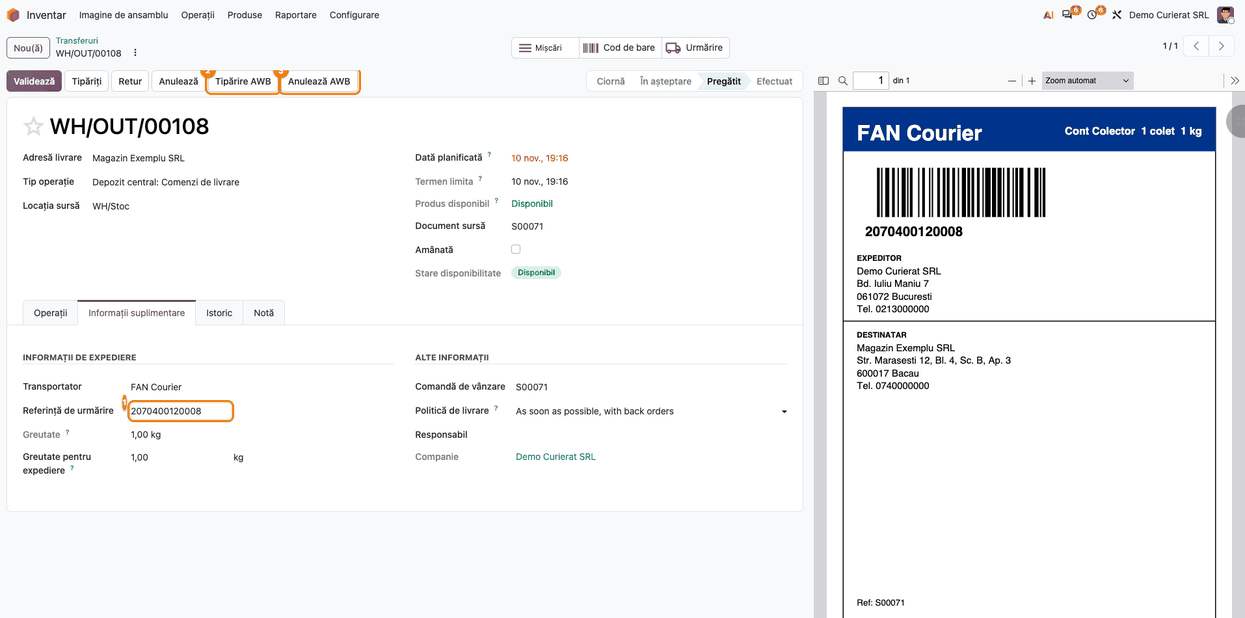 Inventar Imagine de ansamblu Operații Produse Raportare Configurare
AI 6 6 Demo Curierat SRL
Nou(ă) Transferuri
WH/OUT/00108
Mișcări Cod de bare Urmărire
1 / 1
Validează Tipăriți Retur Anulează Tipărire AWB Anulează AWB
Ciornă În așteptare Pregătit Efectuat
WH/OUT/00108
Adresă livrare Magazin Exemplu SRL
Tip operație Depozit central: Comenzi de livrare
Locația sursă WH/Stoc
Dată planificată ? 10 nov., 19:16
Termen limita ? 10 nov., 19:16
Produs disponibil ? Disponibil
Document sursă S00071
Amânată
Stare disponibilitate Disponibil
Operații Informații suplimentare Istoric Notă
INFORMAȚII DE EXPEDIERE
Transportator FAN Courier
1
Referință de urmărire 2070400120008
Greutate ? 1,00 kg
Greutate pentru expediere ? 1,00 kg
ALTE INFORMAȚII
Comandă de vânzare S00071
Politică de livrare ? As soon as possible, with back orders
Responsabil
Companie Demo Curierat SRL
1 din 1 Zoom automat
FAN Courier Cont Colector 1 colet 1 kg
2070400120008
EXPEDITOR
Demo Curierat SRL
Bd. Iuliu Maniu 7
061072 Bucuresti
Tel. 0213000000
DESTINATAR
Magazin Exemplu SRL
Str. Marasesti 12, Bl. 4, Sc. B, Ap. 3
600017 Bacau
Tel. 0740000000
Ref: S00071